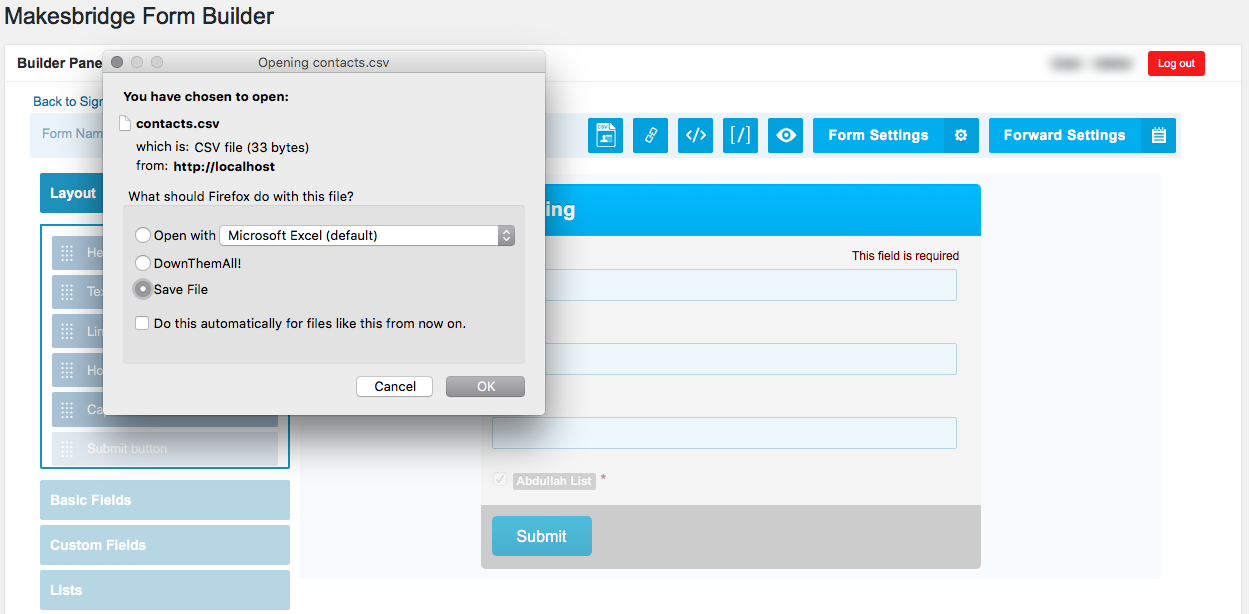 Makesbridge Form Builder
Builder Pane
Log out
Opening contacts.csv
You have chosen to open:
contacts.csv
which is: CSV file (33 bytes)
from: http://localhost
What should Firefox do with this file?
Open with Microsoft Excel (default)
DownThemAll!
Save File
Do this automatically for files like this from now on.
Cancel OK
Back to Sign
Form Nam
CSV </> [/] Form Settings Forward Settings
Layout
ing
He
This field is required
Te
Lin
Ho
Ca
Submit button
Abdullah List *
Basic Fields
Submit
Custom Fields
Lists